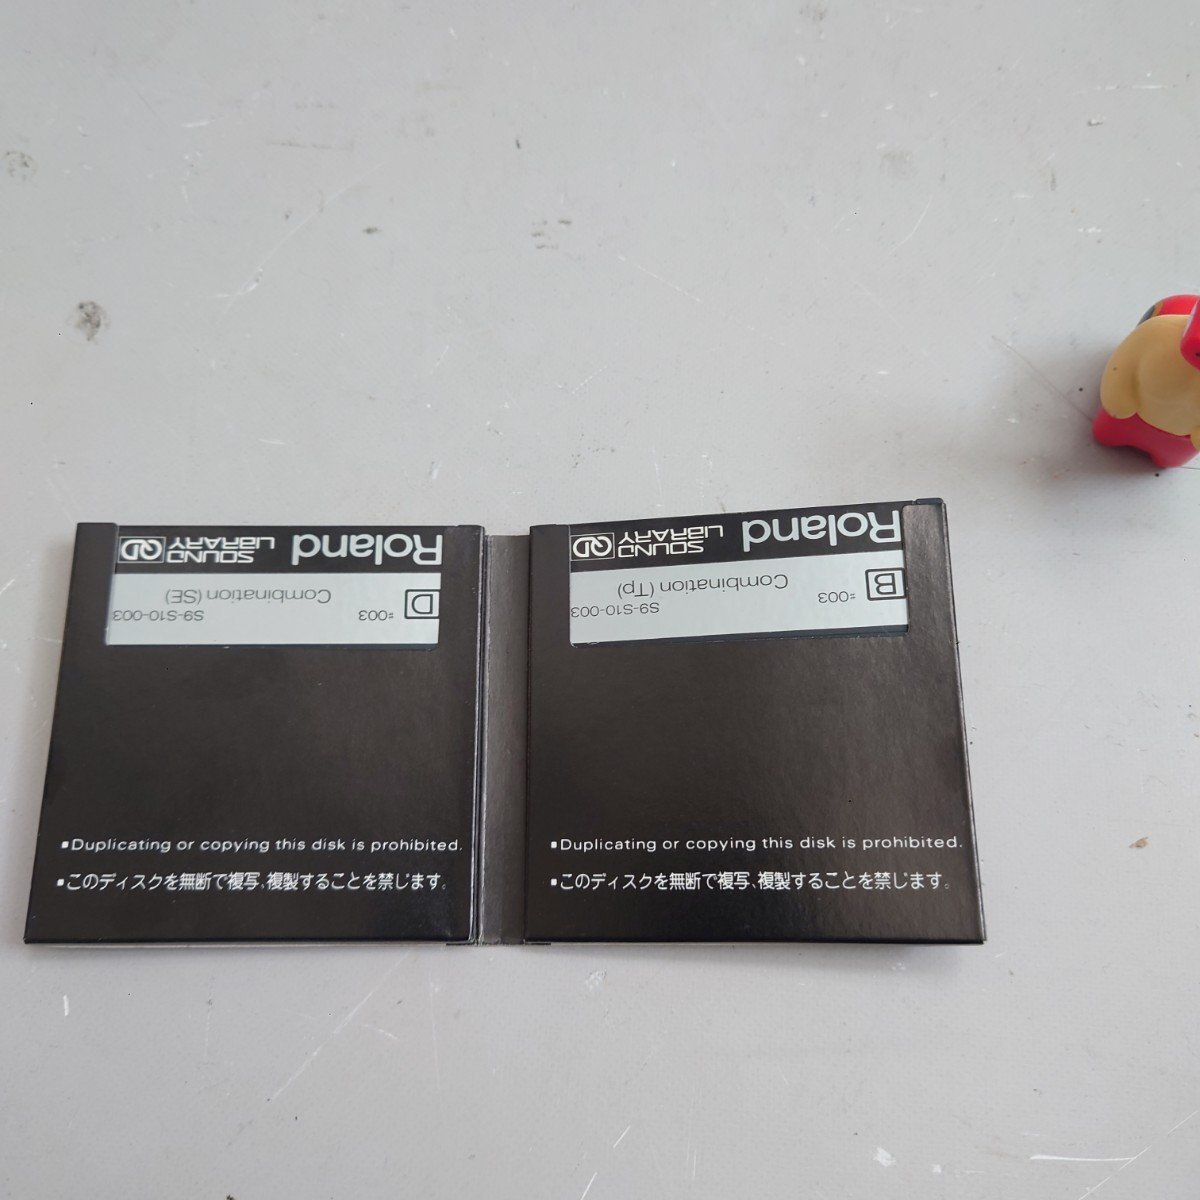 Roland
SOUND
LIBRARY
QD
D
#003
Combination (SE)
S9-S10-003
■Duplicating or copying this disk is prohibited.
■このディスクを無断で複写、複製することを禁じます。
Roland
SOUND
LIBRARY
QD
B
#003
Combination (Tp)
S9-S10-003
■Duplicating or copying this disk is prohibited.
■このディスクを無断で複写、複製することを禁じます。